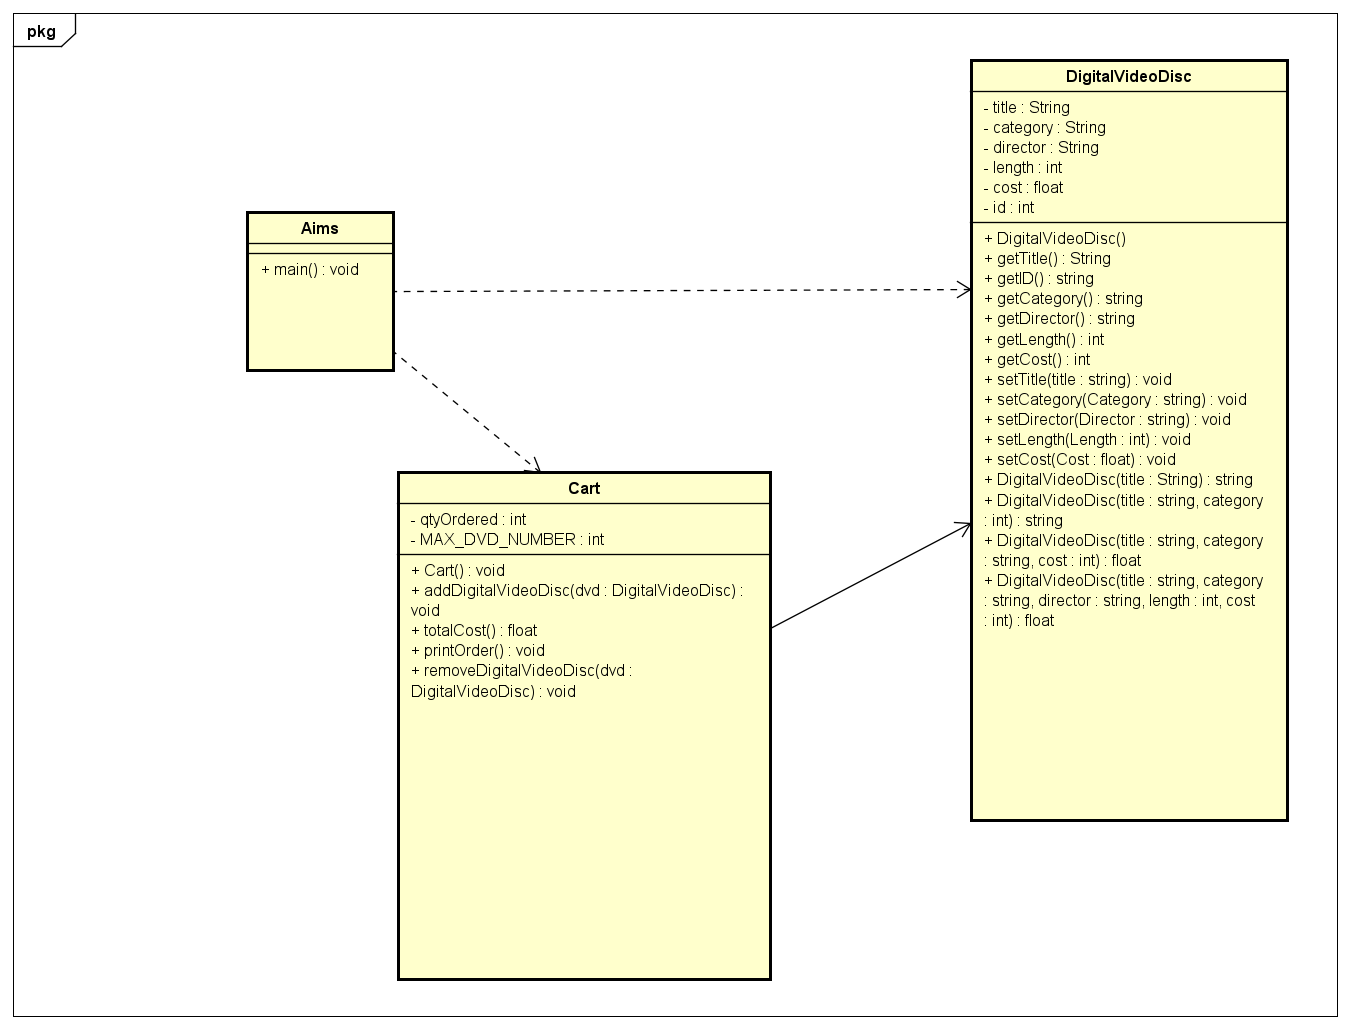 pkg
Aims
+ main() : void
DigitalVideoDisc
- title : String
- category : String
- director : String
- length : int
- cost : float
- id : int
+ DigitalVideoDisc()
+ getTitle() : String
+ getID() : string
+ getCategory() : string
+ getDirector() : string
+ getLength() : int
+ getCost() : int
+ setTitle(title : string) : void
+ setCategory(Category : string) : void
+ setDirector(Director : string) : void
+ setLength(Length : int) : void
+ setCost(Cost : float) : void
+ DigitalVideoDisc(title : String) : string
+ DigitalVideoDisc(title : string, category
: int) : string
+ DigitalVideoDisc(title : string, category
: string, cost : int) : float
+ DigitalVideoDisc(title : string, category
: string, director : string, length : int, cost
: int) : float
Cart
- qtyOrdered : int
- MAX_DVD_NUMBER : int
+ Cart() : void
+ addDigitalVideoDisc(dvd : DigitalVideoDisc) :
void
+ totalCost() : float
+ printOrder() : void
+ removeDigitalVideoDisc(dvd :
DigitalVideoDisc) : void